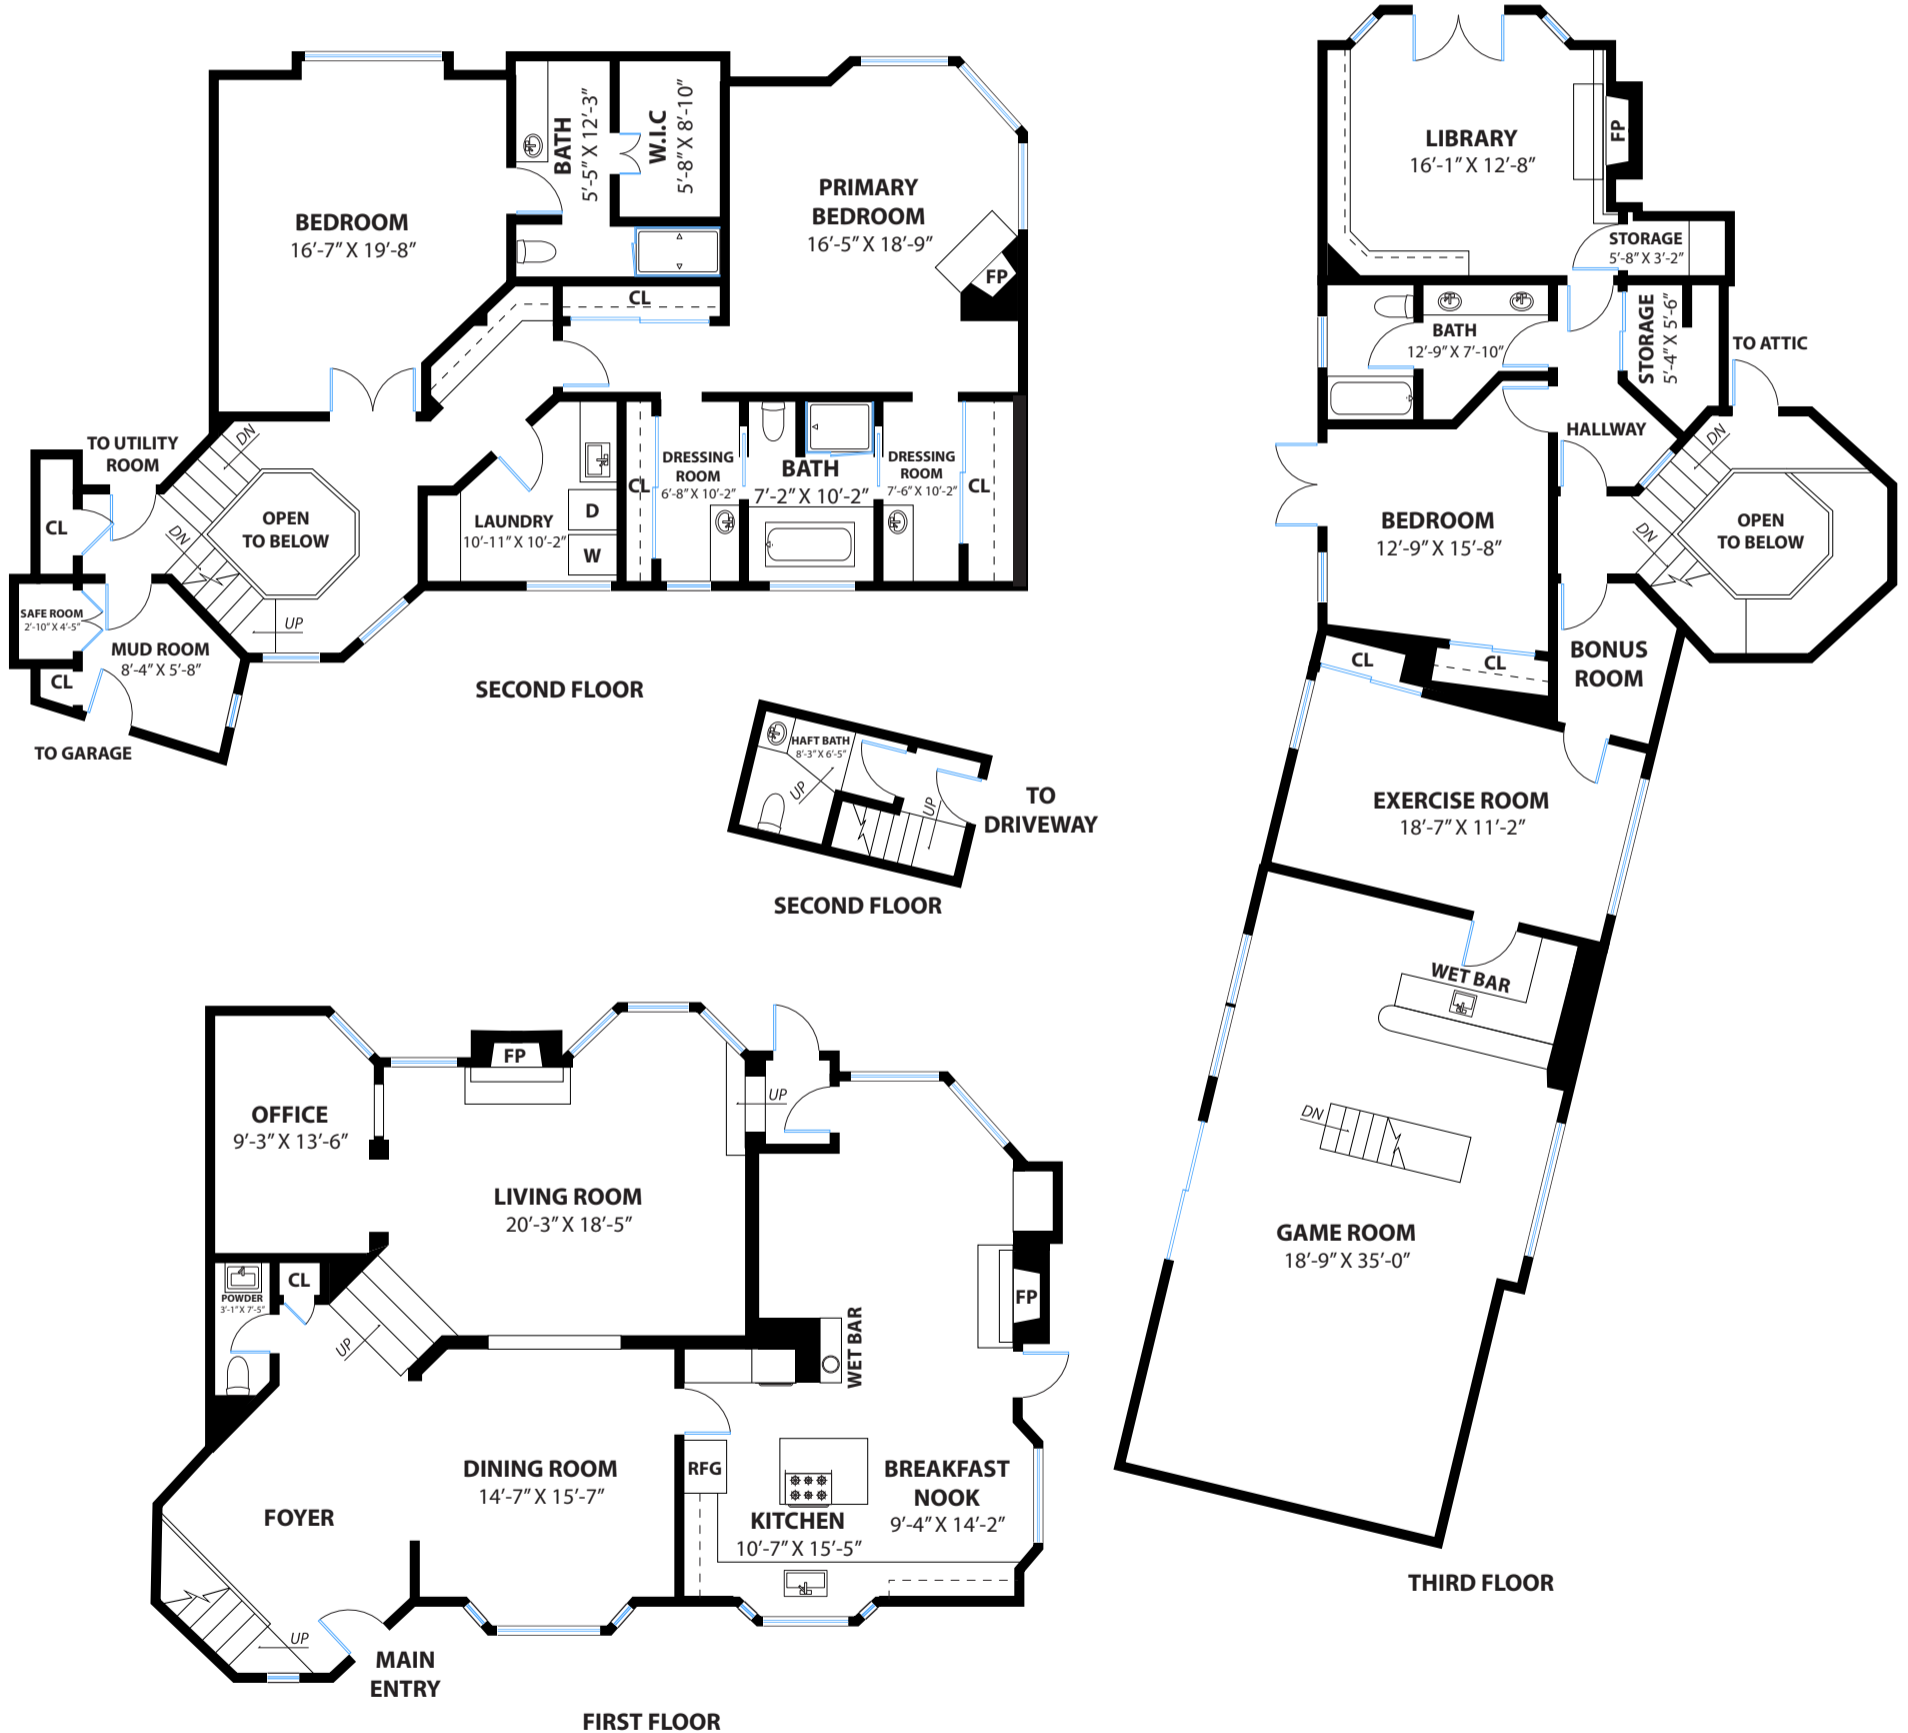 BEDROOM
16'-7" X 19'-8"
BATH
5'-5" X 12'-3"
W.I.C
5'-8" X 8'-10"
PRIMARY
BEDROOM
16'-5" X 18'-9"
FP
CL
TO UTILITY
ROOM
DN
CL
DN
OPEN
TO BELOW
LAUNDRY
10'-11" X 10'-2"
D
W
CL
DRESSING
ROOM
6'-8" X 10'-2"
BATH
7'-2" X 10'-2"
DRESSING
ROOM
7'-6" X 10'-2"
CL
SAFE ROOM
2'-10" X 4'-5"
UP
MUD ROOM
8'-4" X 5'-8"
CL
TO GARAGE
SECOND FLOOR
HAFT BATH
8'-3" X 6'-5"
UP
UP
TO
DRIVEWAY
SECOND FLOOR
LIBRARY
16'-1" X 12'-8"
FP
STORAGE
5'-8" X 3'-2"
STORAGE
5'-4" X 5'-6"
BATH
12'-9" X 7'-10"
TO ATTIC
HALLWAY
DN
DN
OPEN
TO BELOW
BEDROOM
12'-9" X 15'-8"
CL
CL
BONUS
ROOM
EXERCISE ROOM
18'-7" X 11'-2"
WET BAR
DN
GAME ROOM
18'-9" X 35'-0"
THIRD FLOOR
OFFICE
9'-3" X 13'-6"
FP
UP
LIVING ROOM
20'-3" X 18'-5"
POWDER
3'-1" X 7'-5"
CL
UP
FP
WET BAR
DINING ROOM
14'-7" X 15'-7"
RFG
KITCHEN
10'-7" X 15'-5"
BREAKFAST
NOOK
9'-4" X 14'-2"
FOYER
UP
MAIN
ENTRY
FIRST FLOOR